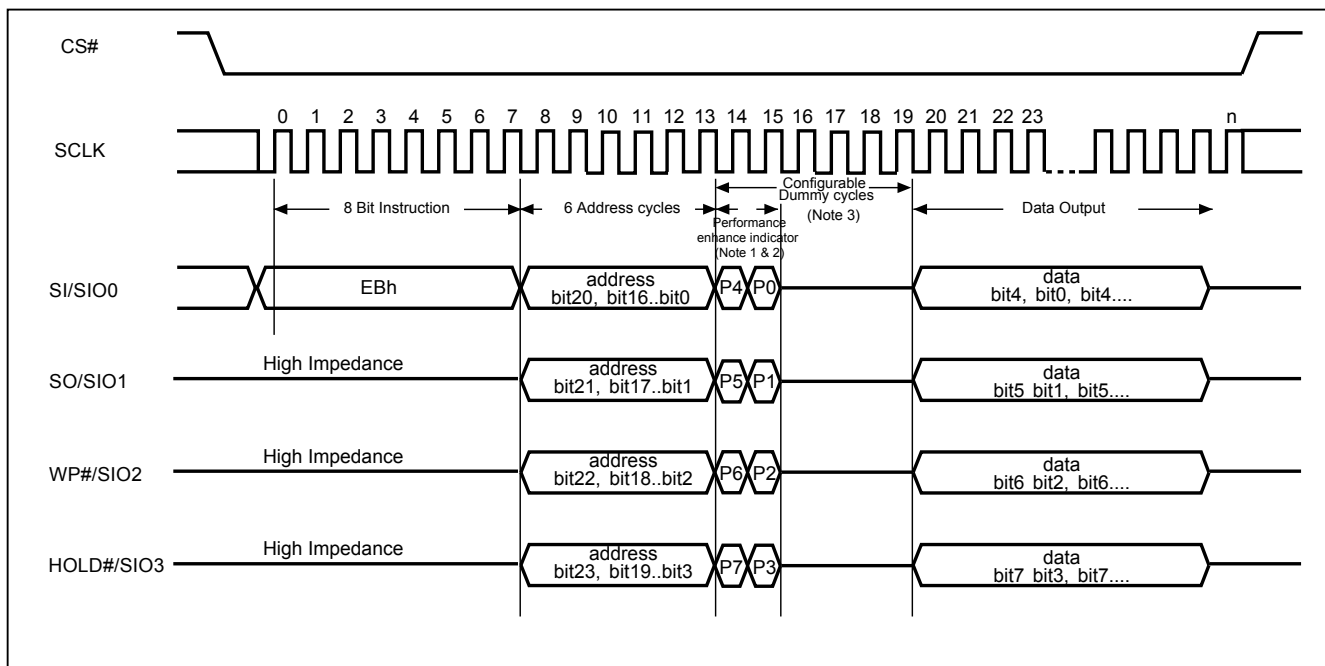 CS#
0 1 2 3 4 5 6 7 8 9 10 11 12 13 14 15 16 17 18 19 20 21 22 23 n
SCLK
Configurable
Dummy cycles
(Note 3)
8 Bit Instruction
6 Address cycles
Data Output
Performance
enhance indicator
(Note 1 & 2)
SI/SIO0
EBh
address
bit20, bit16..bit0
P4 P0
data
bit4, bit0, bit4....
SO/SIO1
High Impedance
address
bit21, bit17..bit1
P5 P1
data
bit5 bit1, bit5....
WP#/SIO2
High Impedance
address
bit22, bit18..bit2
P6 P2
data
bit6 bit2, bit6....
HOLD#/SIO3
High Impedance
address
bit23, bit19..bit3
P7 P3
data
bit7 bit3, bit7....